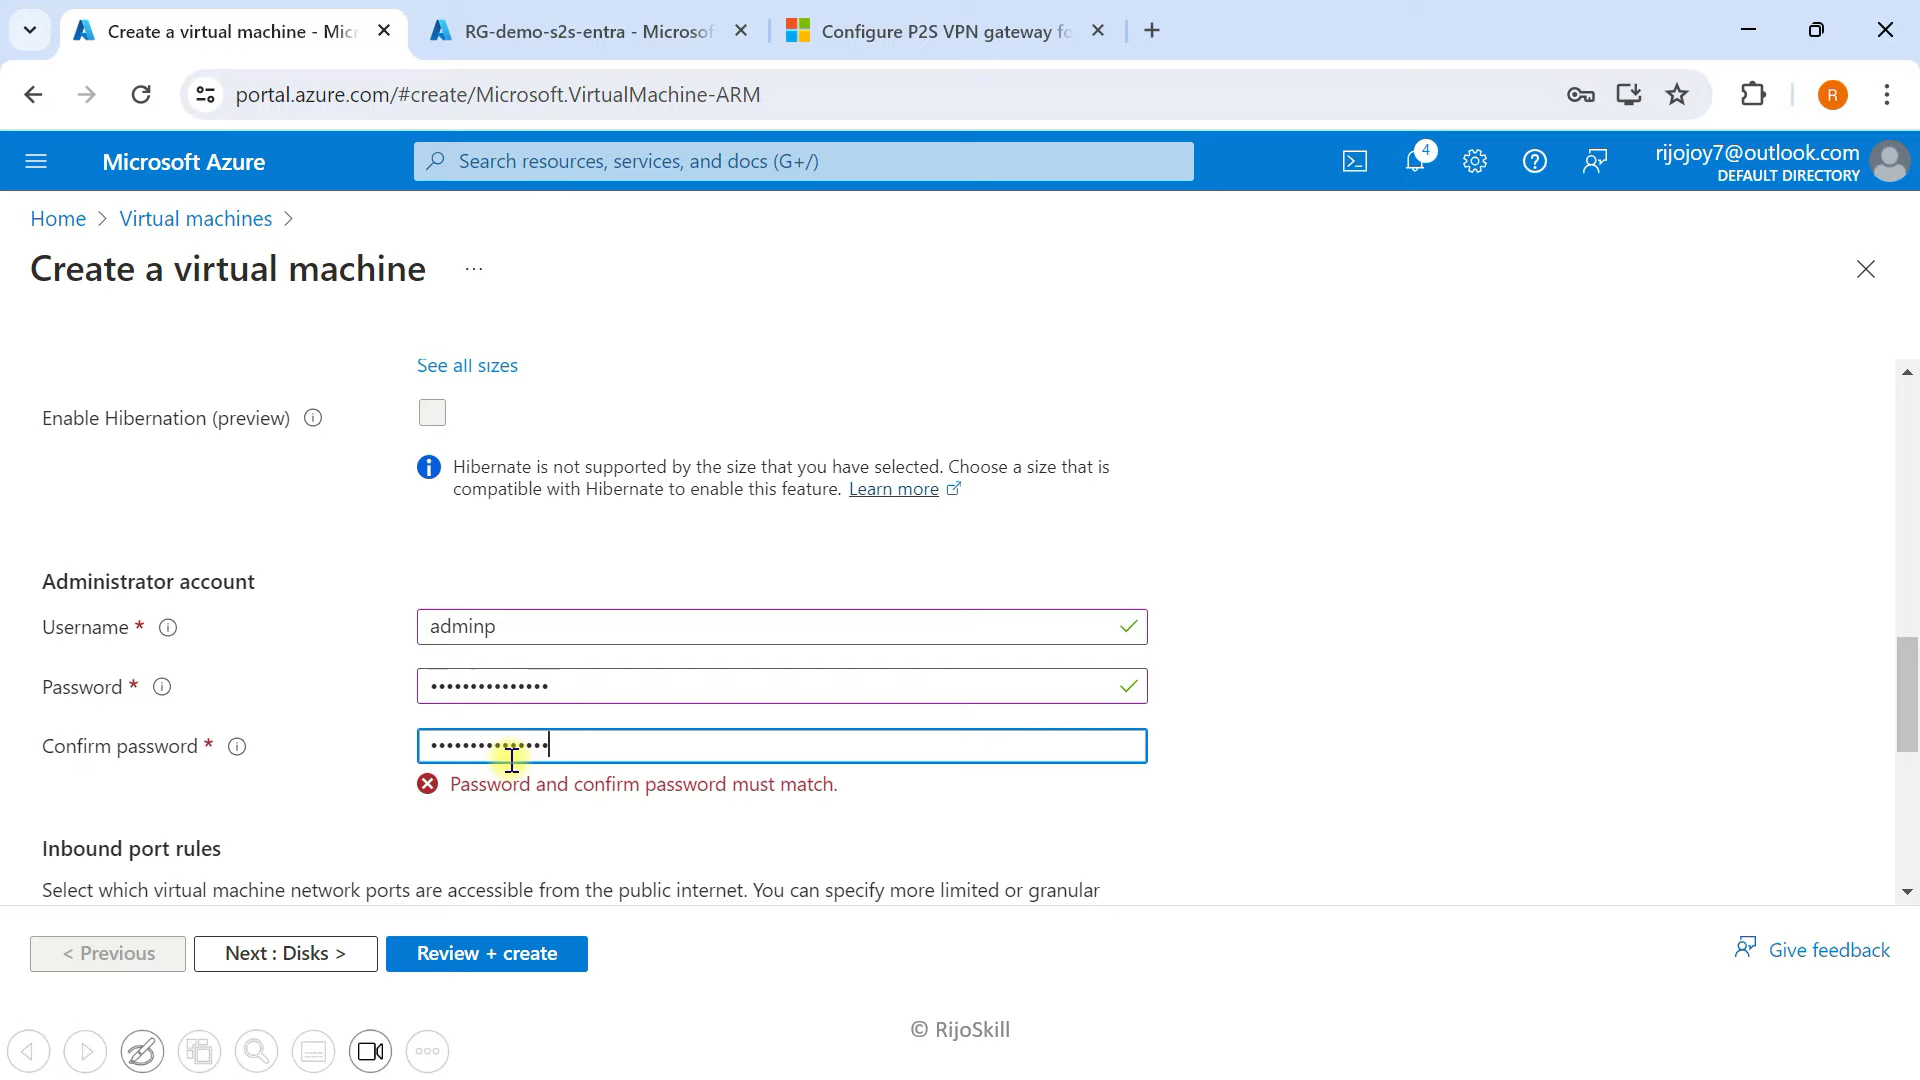 Create a virtual machine - Mic
RG-demo-s2s-entra - Microsof
Configure P2S VPN gateway fo
portal.azure.com/#create/Microsoft.VirtualMachine-ARM
R
Microsoft Azure
Search resources, services, and docs (G+/)
4
rijojoy7@outlook.com
DEFAULT DIRECTORY
Home > Virtual machines >
Create a virtual machine ...
See all sizes
Enable Hibernation (preview)
Hibernate is not supported by the size that you have selected. Choose a size that is
compatible with Hibernate to enable this feature. Learn more
Administrator account
Username *
adminp
Password *
•••••••••••••••
Confirm password *
•••••••••••••••
Password and confirm password must match.
Inbound port rules
Select which virtual machine network ports are accessible from the public internet. You can specify more limited or granular
< Previous
Next : Disks >
Review + create
Give feedback
© RijoSkill